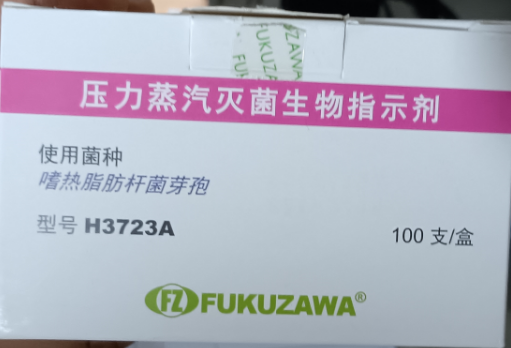 FUKUZAWA
压力蒸汽灭菌生物指示剂
使用菌种
嗜热脂肪杆菌芽孢
型号 H3723A
100 支/盒
FZ FUKUZAWA®